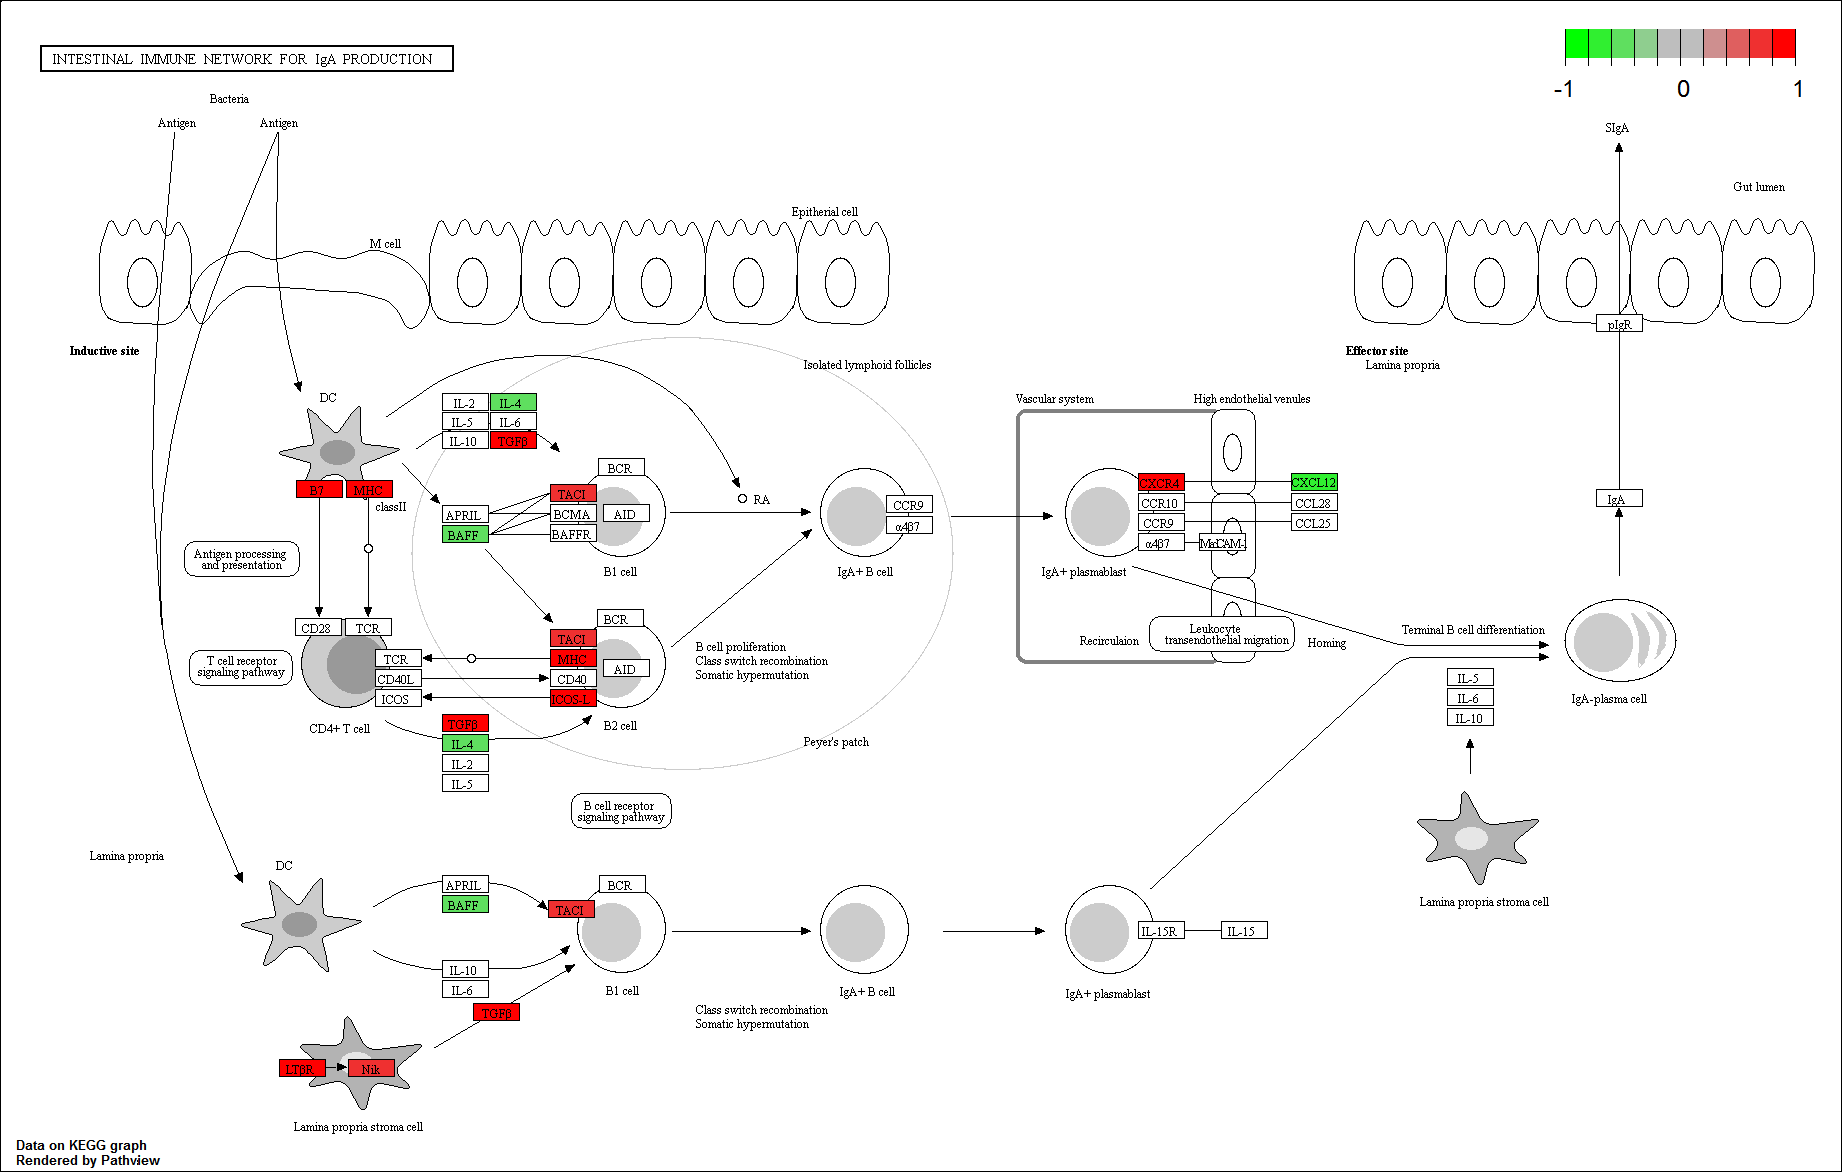 INTESTINAL IMMUNE NETWORK FOR IgA PRODUCTION
-1
0
1
Bacteria
Antigen
Antigen
SIgA
Gut lumen
Epitherial cell
M cell
pIgR
Inductive site
Effector site
Lamina propria
Isolated lymphoid follicles
DC
IL-2
IL-4
IL-5
IL-6
IL-10
TGFβ
B7
MHC
classII
Vascular system
High endothelial venules
BCR
TACI
APRIL
BCMA
AID
BAFF
BAFFR
B1 cell
RA
CCR9
α4β7
IgA+ B cell
CXCR4
CXCL12
CCR10
CCL28
CCR9
CCL25
α4β7
IgA+ plasmablast
IgA
Antigen processing
and presentation
CD28
TCR
BCR
TACI
TCR
MHC
AID
CD40L
CD40
ICOS
ICOS-L
B2 cell
CD4+ T cell
T cell receptor
signaling pathway
B cell proliferation
Class switch recombination
Somatic hypermutation
TGFβ
IL-4
IL-2
IL-5
Peyer's patch
Recirculaion
Leukocyte
transendothelial migration
Homing
Terminal B cell differentiation
IL-5
IL-6
IL-10
IgA-plasma cell
B cell receptor
signaling pathway
Lamina propria
DC
APRIL
BAFF
BCR
TACI
IL-10
IL-6
B1 cell
TGFβ
IgA+ B cell
IL-15R
IL-15
IgA+ plasmablast
Lamina propria stroma cell
Class switch recombination
Somatic hypermutation
LTβR
Nik
Lamina propria stroma cell
Data on KEGG graph
Rendered by Pathview